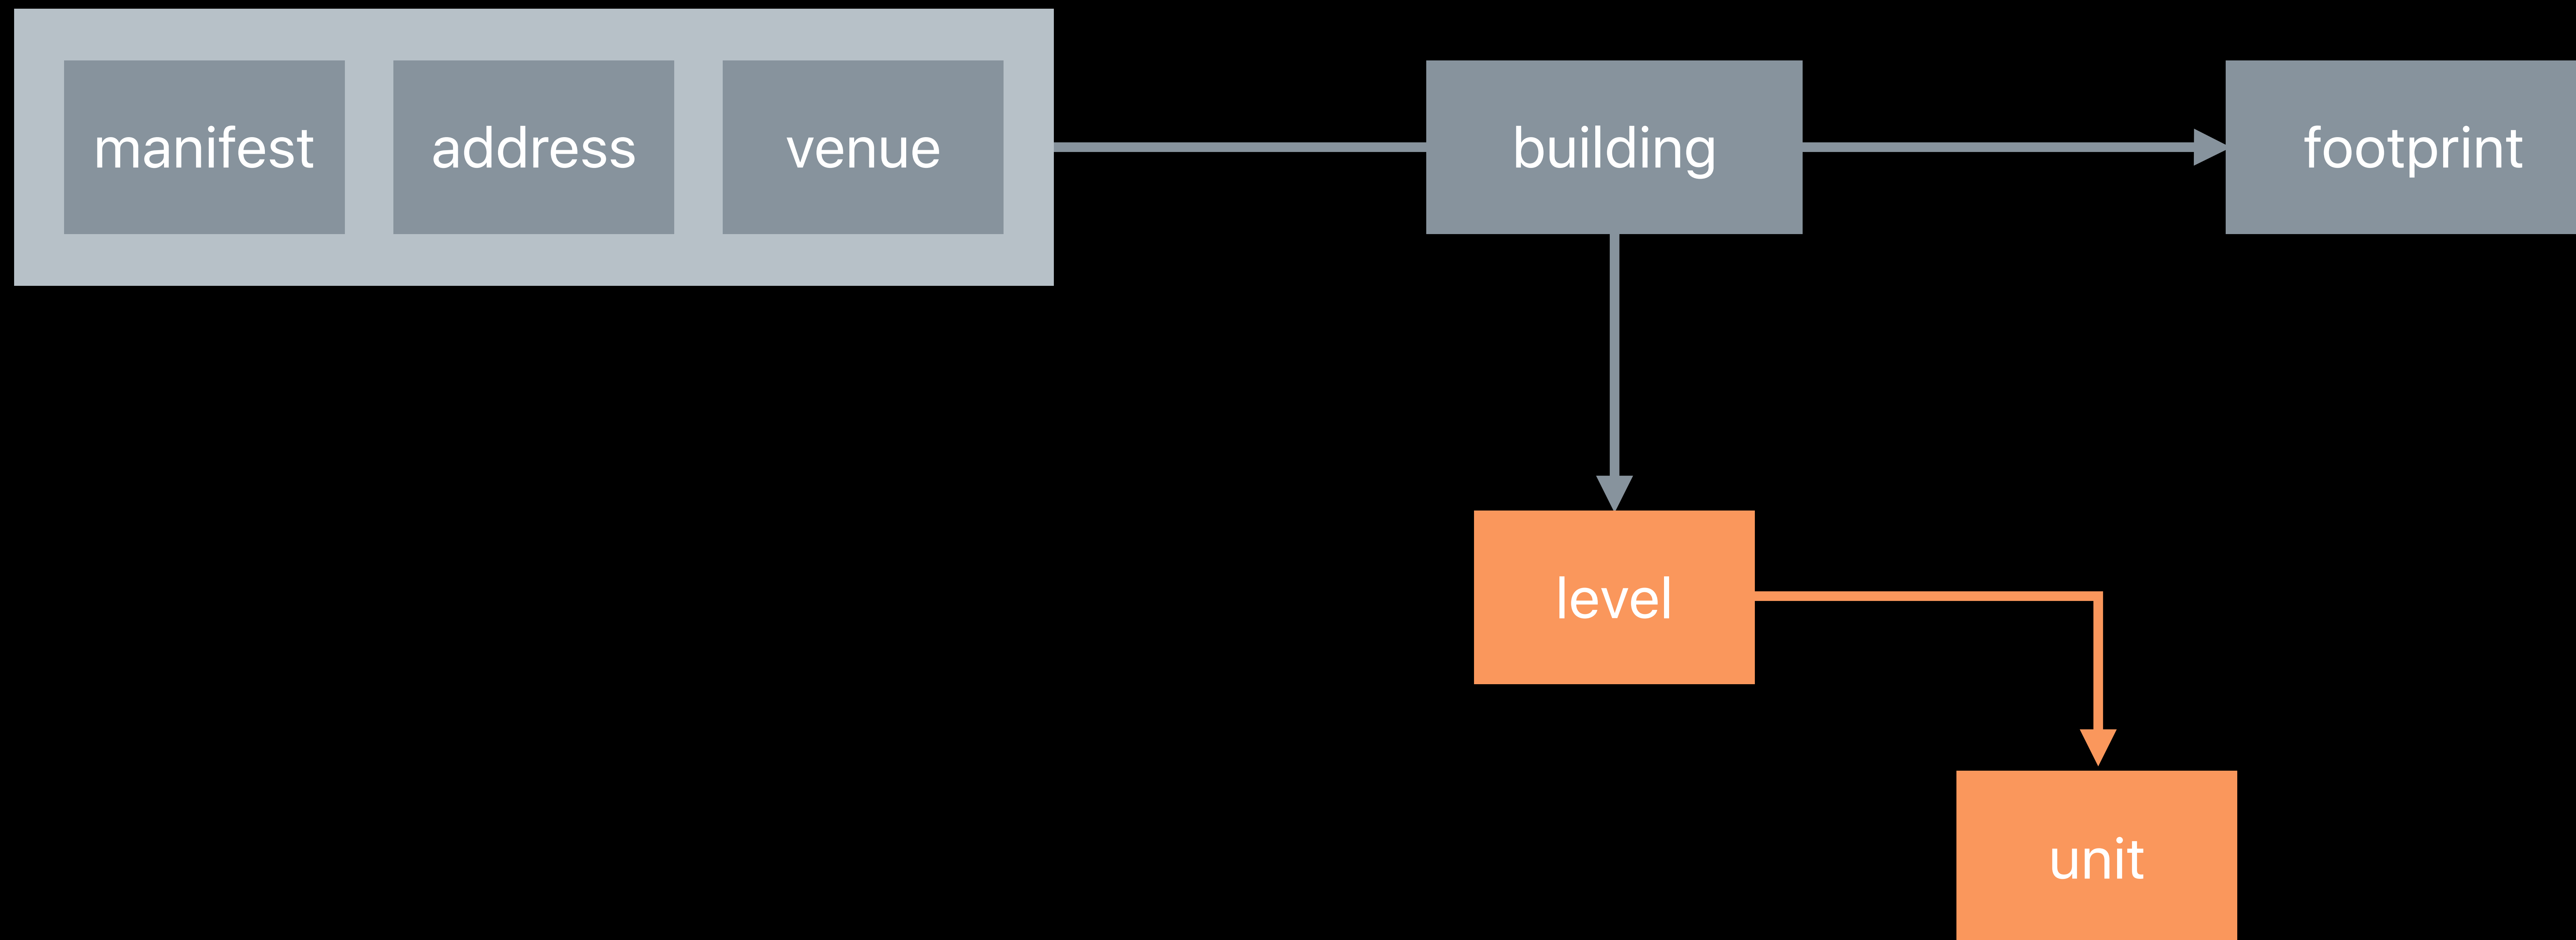 manifest
address
venue
building
footprint
level
unit